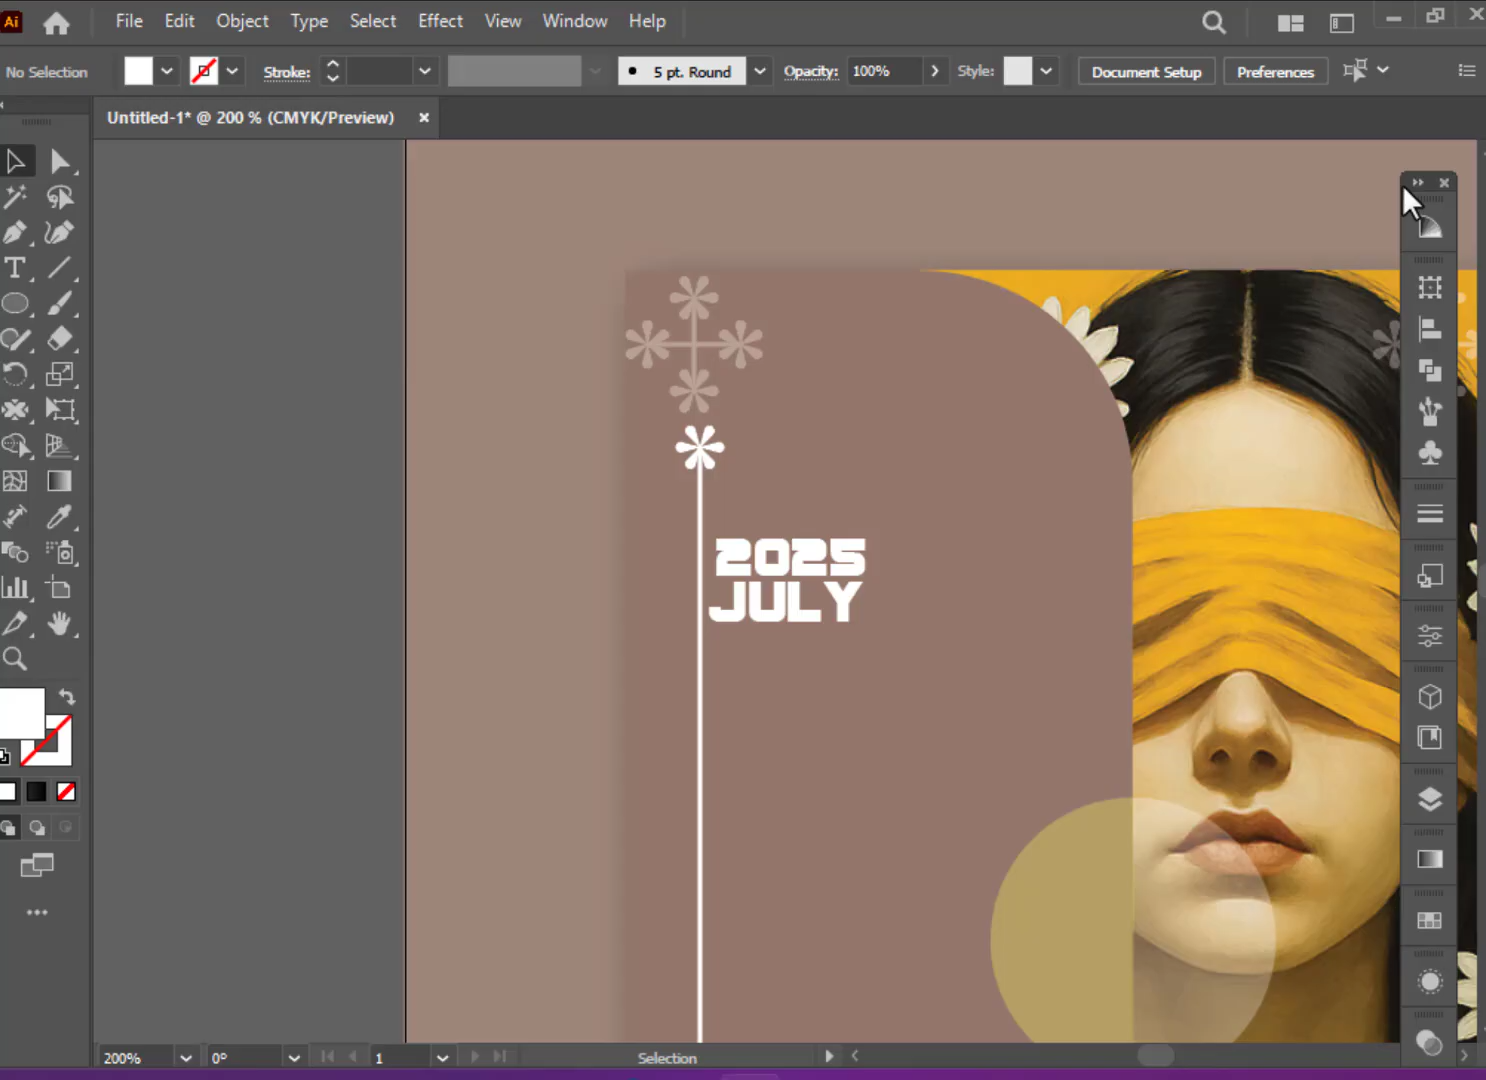 Ai File Edit Object Type Select Effect View Window Help
No Selection Stroke: 5 pt. Round Opacity: 100% Style: Document Setup Preferences
Untitled-1* @ 200 % (CMYK/Preview)
2025
JULY
200% 0° 1 Selection